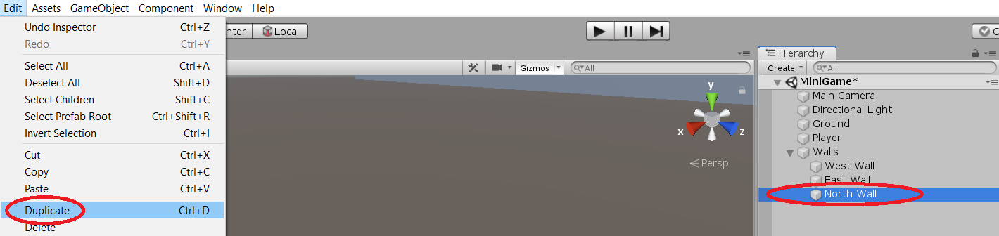 Edit Assets GameObject Component Window Help
Undo Inspector Ctrl+Z
Redo Ctrl+Y
Select All Ctrl+A
Deselect All Shift+D
Select Children Shift+C
Select Prefab Root Ctrl+Shift+R
Invert Selection Ctrl+I
Cut Ctrl+X
Copy Ctrl+C
Paste Ctrl+V
Duplicate Ctrl+D
Delete
nter Local
Gizmos All
y
x z
Persp
Hierarchy
Create All
MiniGame*
Main Camera
Directional Light
Ground
Player
Walls
West Wall
East Wall
North Wall